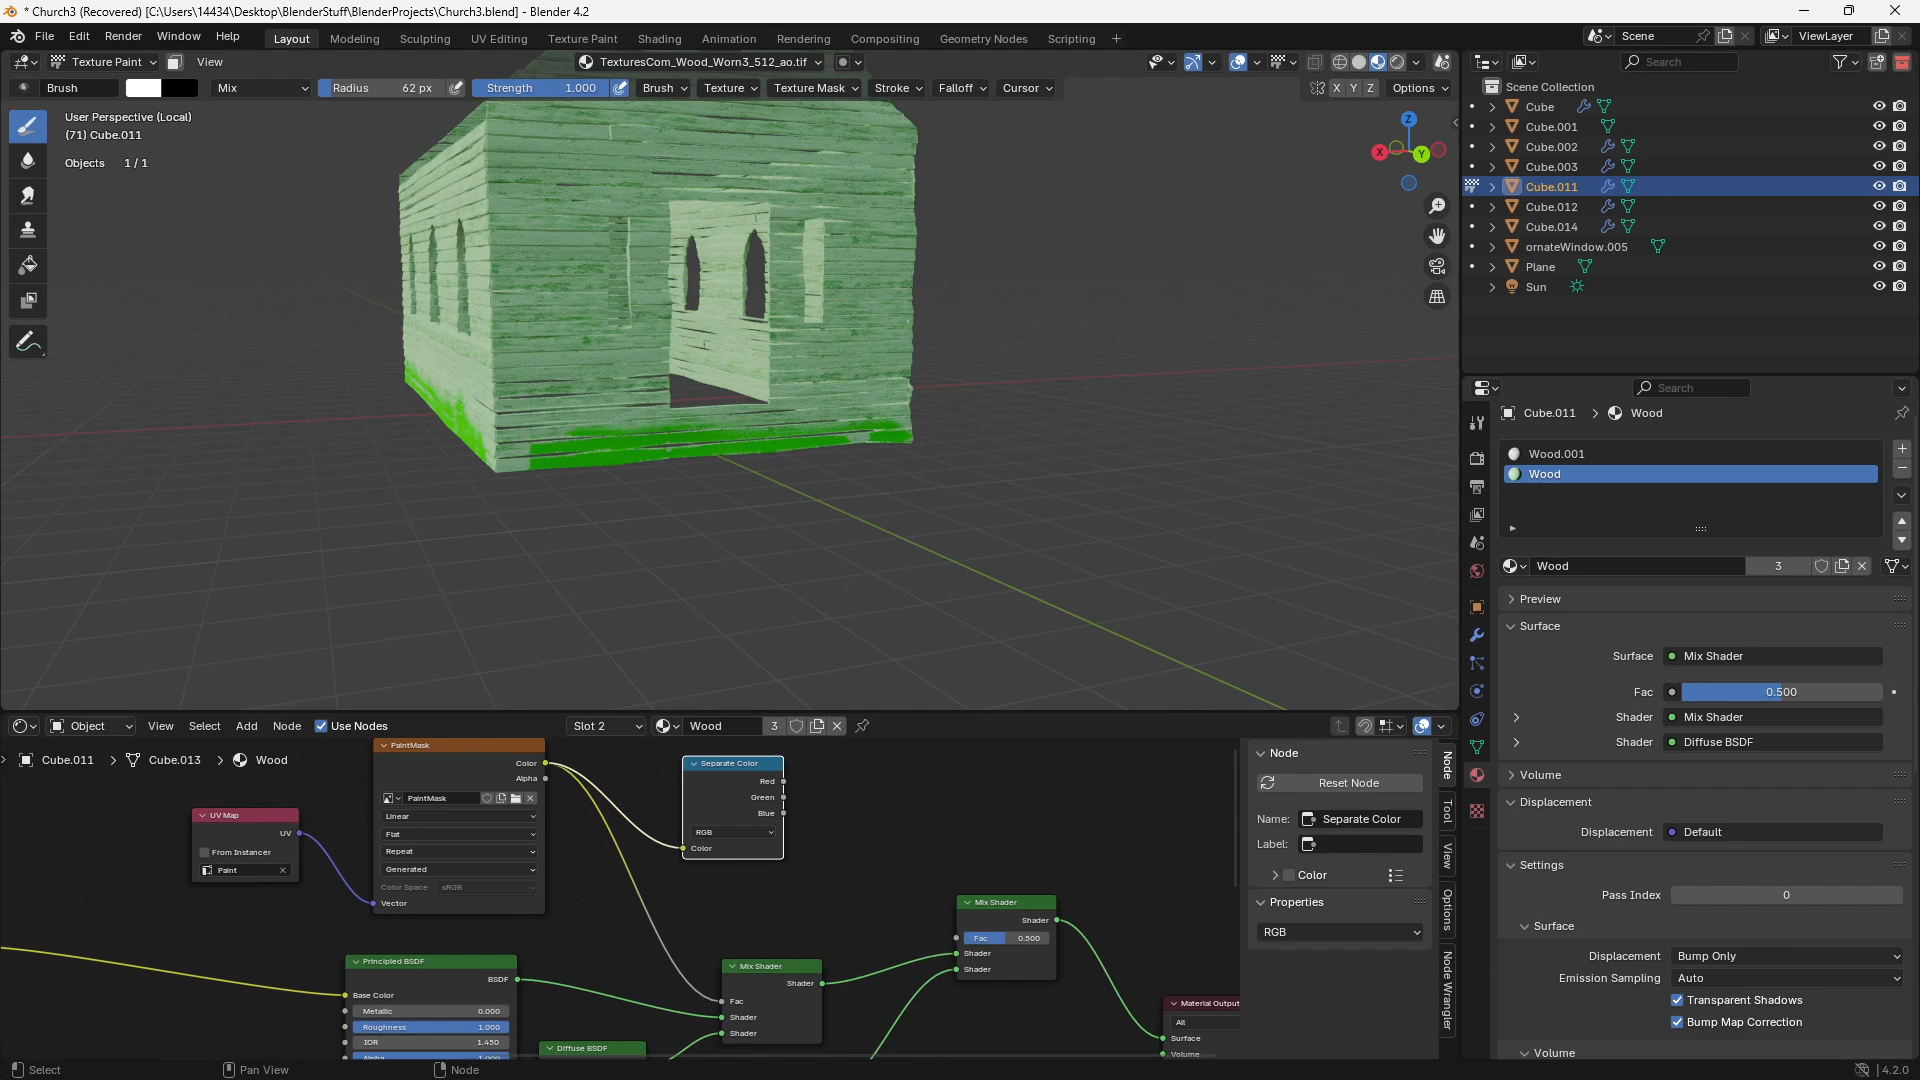 * Church3 (Recovered) [C:\Users\14434\Desktop\BlenderStuff\BlenderProjects\Church3.blend] - Blender 4.2
File Edit Render Window Help Layout Modeling Sculpting UV Editing Texture Paint Shading Animation Rendering Compositing Geometry Nodes Scripting + Scene ViewLayer
Texture Paint View TexturesCom_Wood_Worn3_512_ao.tif
Brush Mix Radius 62 px Strength 1.000 Brush Texture Texture Mask Stroke Falloff Cursor X Y Z Options
User Perspective (Local)
(71) Cube.011
Objects 1 / 1
Z
X
Y
Search
Scene Collection
Cube
Cube.001
Cube.002
Cube.003
Cube.011
Cube.012
Cube.014
ornateWindow.005
Plane
Sun
Search
Cube.011 > Wood
Wood.001
Wood
Wood 3
Preview
Surface
Surface Mix Shader
Fac 0.500
Shader Mix Shader
Shader Diffuse BSDF
Volume
Displacement
Displacement Default
Settings
Pass Index 0
Surface
Displacement Bump Only
Emission Sampling Auto
Transparent Shadows
Bump Map Correction
Volume
Object View Select Add Node Use Nodes Slot 2 Wood 3
Cube.011 > Cube.013 > Wood
UV Map
UV
From Instancer
Paint
PaintMask
Color
Alpha
PaintMask
Linear
Flat
Repeat
Generated
Color Space sRGB
Vector
Separate Color
Red
Green
Blue
RGB
Color
Principled BSDF
BSDF
Base Color
Metallic 0.000
Roughness 1.000
IOR 1.450
Alpha 1.000
Diffuse BSDF
Mix Shader
Shader
Fac
Shader
Shader
Mix Shader
Shader
Fac 0.500
Shader
Shader
Material Output
All
Surface
Volume
Node
Reset Node
Name: Separate Color
Label:
Color
Properties
RGB
Node
Tool
View
Options
Node Wrangler
Select Pan View Node 4.2.0